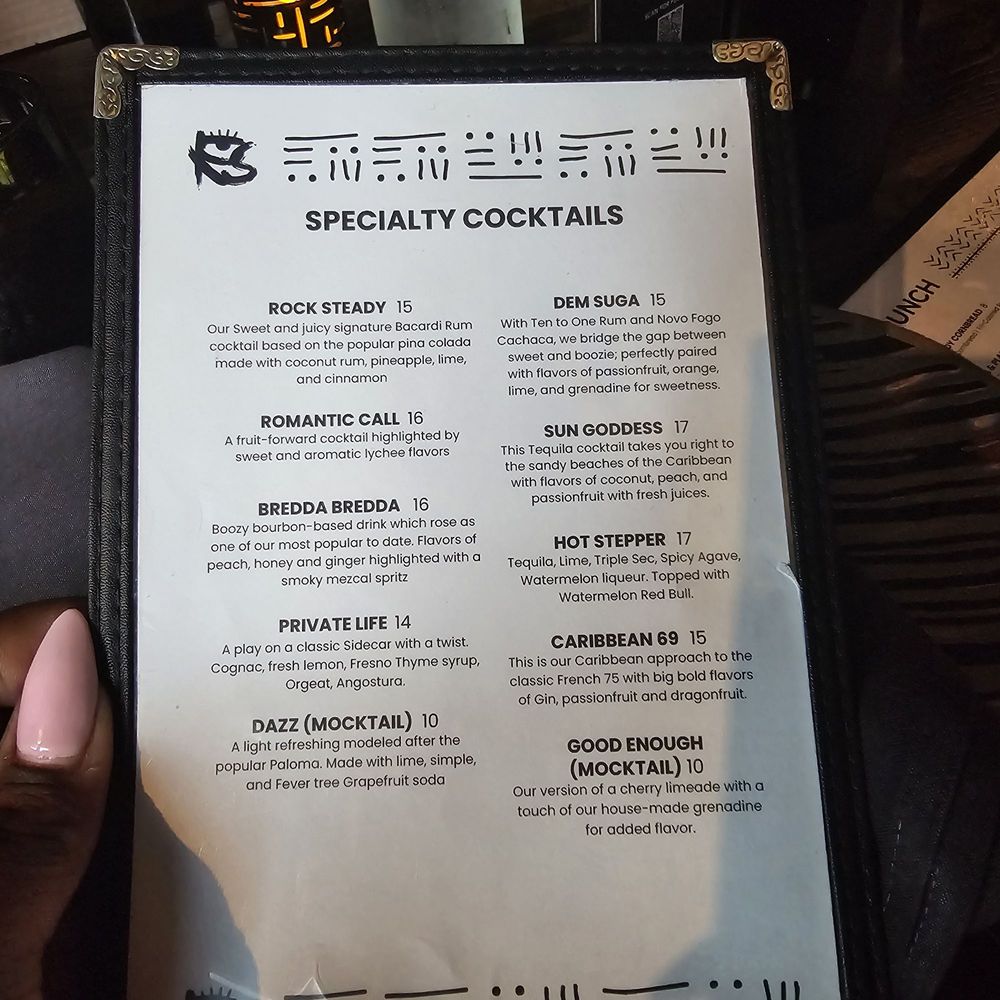 SPECIALTY COCKTAILS
ROCK STEADY 15
Our Sweet and juicy signature Bacardi Rum
cocktail based on the popular pina colada
made with coconut rum, pineapple, lime,
and cinnamon
ROMANTIC CALL 16
A fruit-forward cocktail highlighted by
sweet and aromatic lychee flavors
BREDDA BREDDA 16
Boozy bourbon-based drink which rose as
one of our most popular to date. Flavors of
peach, honey and ginger highlighted with a
smoky mezcal spritz
PRIVATE LIFE 14
A play on a classic Sidecar with a twist.
Cognac, fresh lemon, Fresno Thyme syrup,
Orgeat, Angostura.
DAZZ (MOCKTAIL) 10
A light refreshing modeled after the
popular Paloma. Made with lime, simple,
and Fever tree Grapefruit soda
DEM SUGA 15
With Ten to One Rum and Novo Fogo
Cachaca, we bridge the gap between
sweet and boozie; perfectly paired
with flavors of passionfruit, orange,
lime, and grenadine for sweetness.
SUN GODDESS 17
This Tequila cocktail takes you right to
the sandy beaches of the Caribbean
with flavors of coconut, peach, and
passionfruit with fresh juices.
HOT STEPPER 17
Tequila, Lime, Triple Sec, Spicy Agave,
Watermelon liqueur. Topped with
Watermelon Red Bull.
CARIBBEAN 69 15
This is our Caribbean approach to the
classic French 75 with big bold flavors
of Gin, passionfruit and dragonfruit.
GOOD ENOUGH
(MOCKTAIL) 10
Our version of a cherry limeade with a
touch of our house-made grenadine
for added flavor.
UNCH
CORNBREAD 8